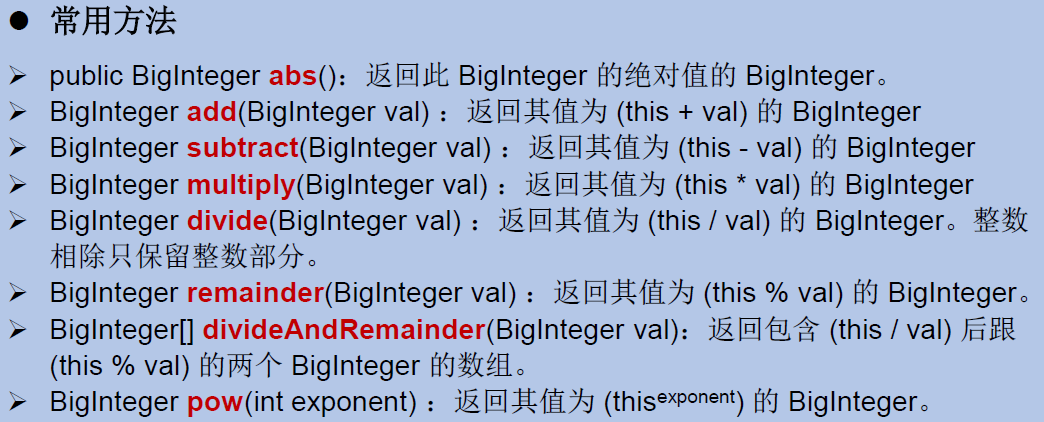 ● 常用方法
➢ public BigInteger abs()：返回此 BigInteger 的绝对值的 BigInteger。
➢ BigInteger add(BigInteger val) ：返回其值为 (this + val) 的 BigInteger
➢ BigInteger subtract(BigInteger val) ：返回其值为 (this - val) 的 BigInteger
➢ BigInteger multiply(BigInteger val) ：返回其值为 (this * val) 的 BigInteger
➢ BigInteger divide(BigInteger val) ：返回其值为 (this / val) 的 BigInteger。整数
相除只保留整数部分。
➢ BigInteger remainder(BigInteger val) ：返回其值为 (this % val) 的 BigInteger。
➢ BigInteger[] divideAndRemainder(BigInteger val)：返回包含 (this / val) 后跟
(this % val) 的两个 BigInteger 的数组。
➢ BigInteger pow(int exponent) ：返回其值为 (thisexponent) 的 BigInteger。